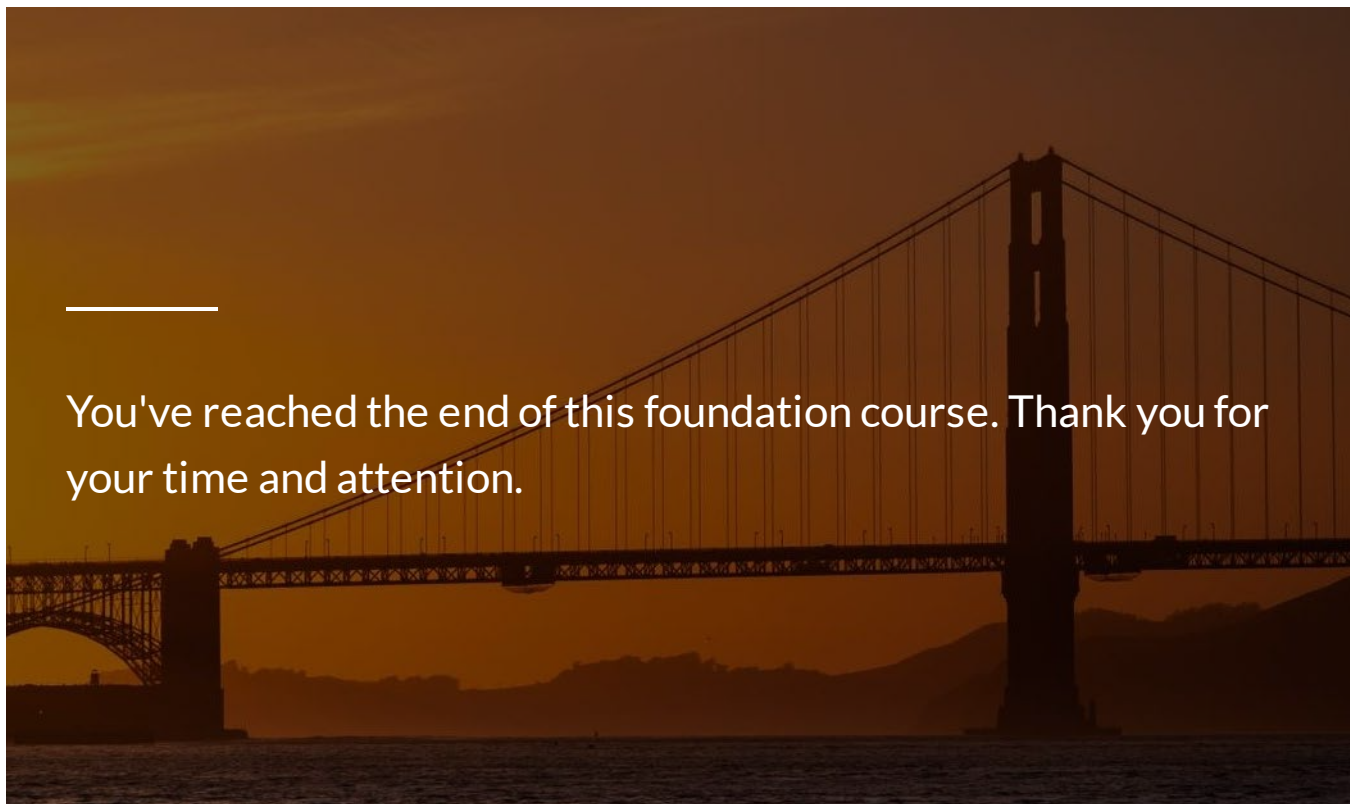 You've reached the end of this foundation course. Thank you for
your time and attention.